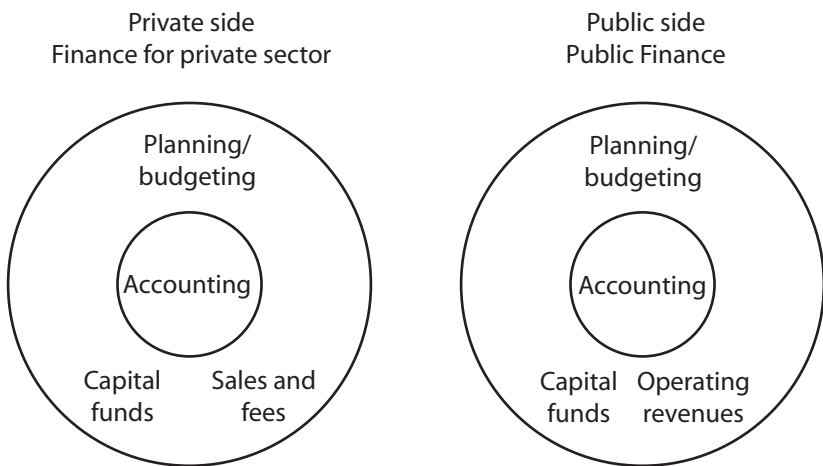 Private side
Finance for private sector
Planning/
budgeting
Accounting
Capital
funds
Sales and
fees
Public side
Public Finance
Planning/
budgeting
Accounting
Capital
funds
Operating
revenues